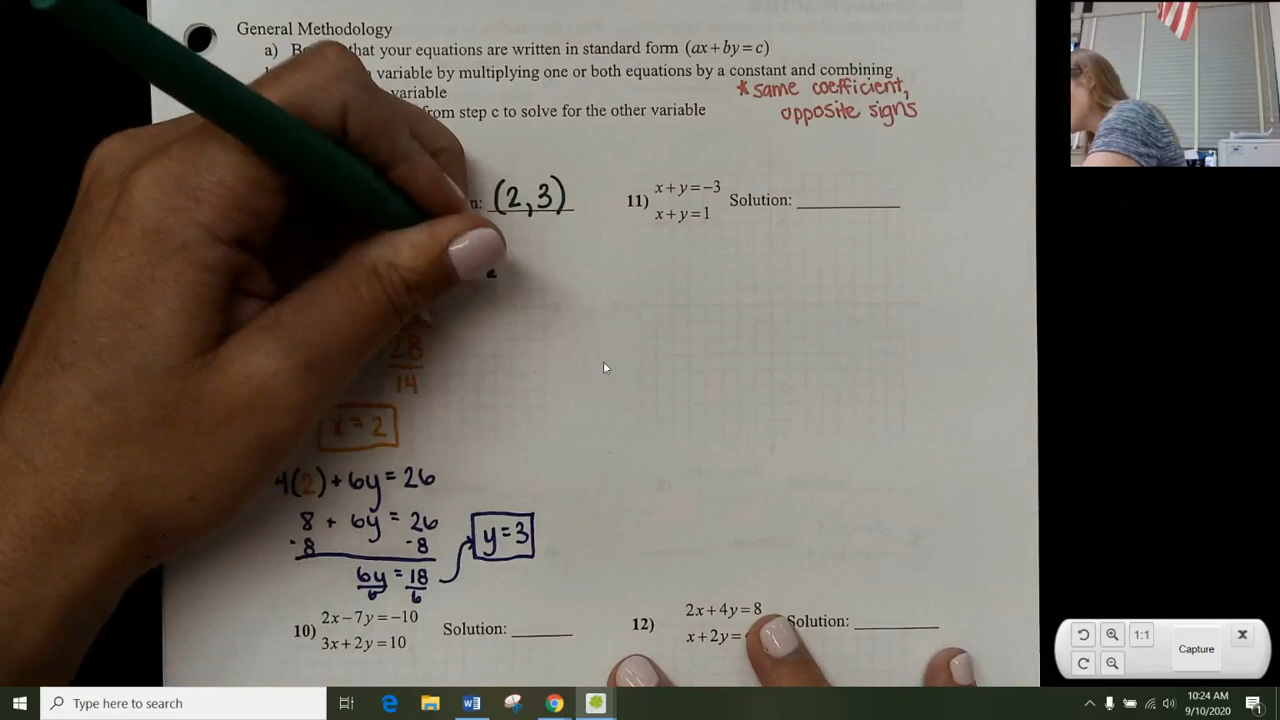 General Methodology
a) that your equations are written in standard form (ax+by=c)
variable by multiplying one or both equations by a constant and combining
variable
*same coefficient,
opposite signs
from step c to solve for the other variable
(2,3)
11) x+y=-3
x+y=1
Solution:
28
14
x=2
4(2)+6y=26
8 + 6y = 26
-8 -8
6y = 18
6 6
y=3
10) 2x-7y=-10
3x+2y=10
Solution:
12) 2x+4y=8
x+2y=
Solution:
1:1
Capture
Type here to search
10:24 AM
9/10/2020